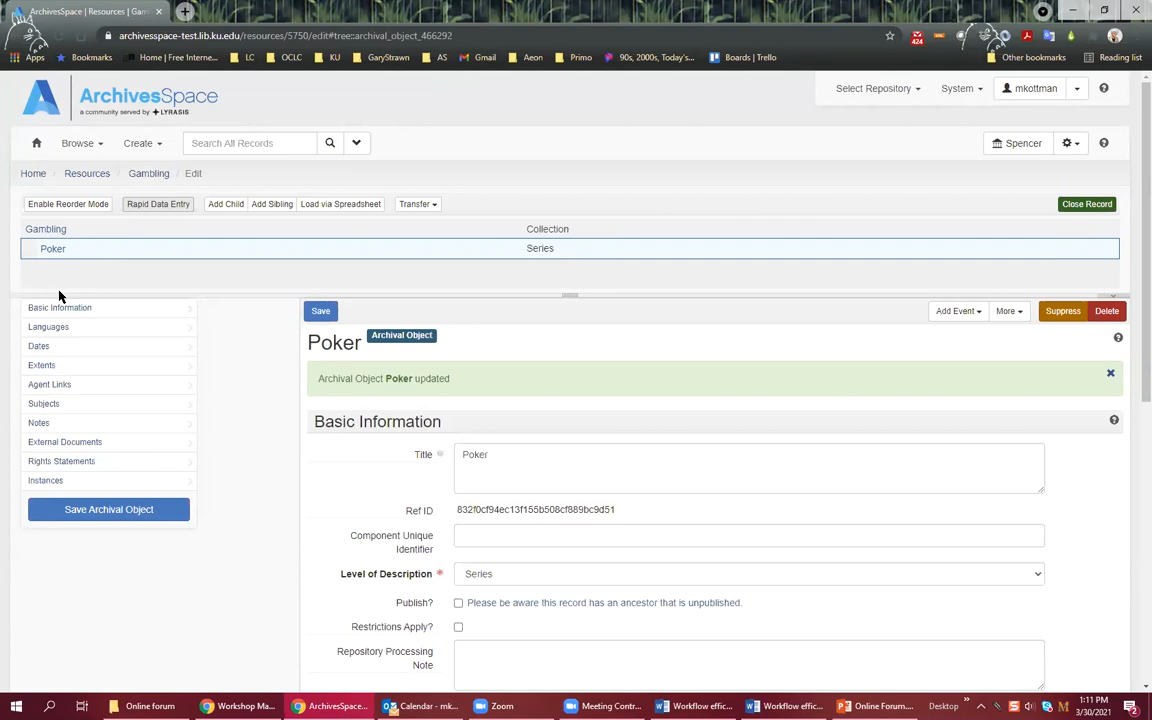 ArchivesSpace | Resources | Gam
archivesspace-test.lib.ku.edu/resources/5750/edit#tree::archival_object_466292
424
Apps Bookmarks Home | Free Interne... LC OCLC KU GaryStrawn AS Gmail Aeon Primo 90s, 2000s, Today's... Boards | Trello Other bookmarks Reading list
ArchivesSpace
a community served by LYRASIS
Select Repository System mkottman
Browse Create Search All Records Spencer
Home Resources Gambling Edit
Enable Reorder Mode Rapid Data Entry Add Child Add Sibling Load via Spreadsheet Transfer Close Record
Gambling Collection
Poker Series
Basic Information
Languages
Dates
Extents
Agent Links
Subjects
Notes
External Documents
Rights Statements
Instances
Save Archival Object
Save Add Event More Suppress Delete
Poker Archival Object
Archival Object Poker updated
Basic Information
Title Poker
Ref ID 832f0cf94ec13f155b508cf889bc9d51
Component Unique
Identifier
Level of Description * Series
Publish? Please be aware this record has an ancestor that is unpublished.
Restrictions Apply?
Repository Processing
Note
Online forum Workshop Ma... ArchivesSpace... Calendar - mk... Zoom Meeting Contr... Workflow effic... Workflow effic... Online Forum.... Desktop
1:11 PM
3/30/2021
2